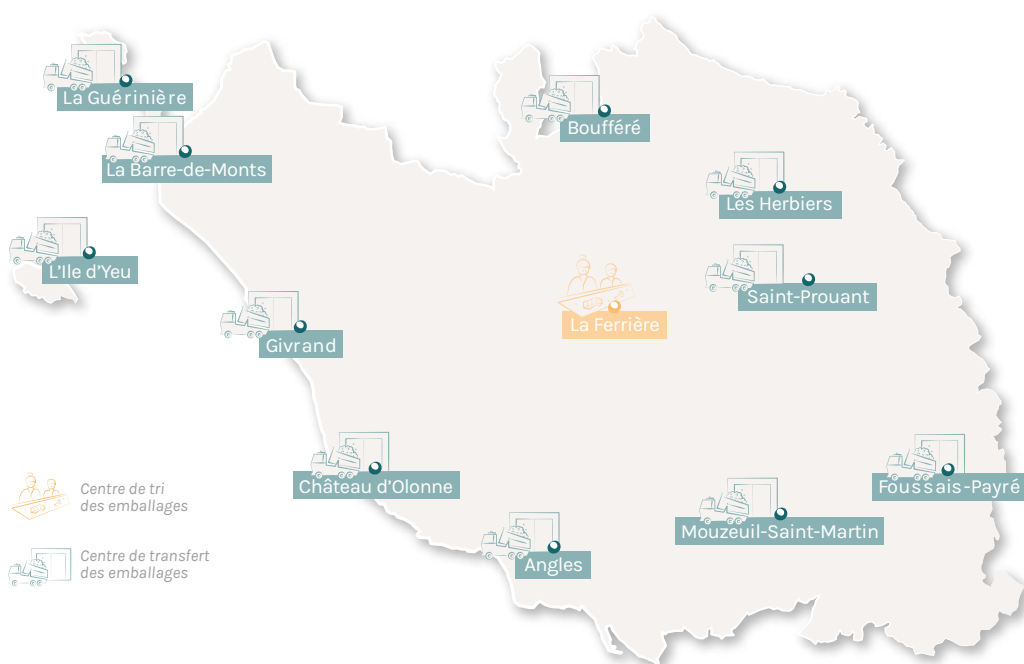 La Guérinière
Boufféré
La Barre-de-Monts
Les Herbiers
L'Ile d'Yeu
Saint-Prouant
La Ferrière
Givrand
Château d'Olonne
Foussais-Payré
Mouzeuil-Saint-Martin
Angles
Centre de tri
des emballages
Centre de transfert
des emballages